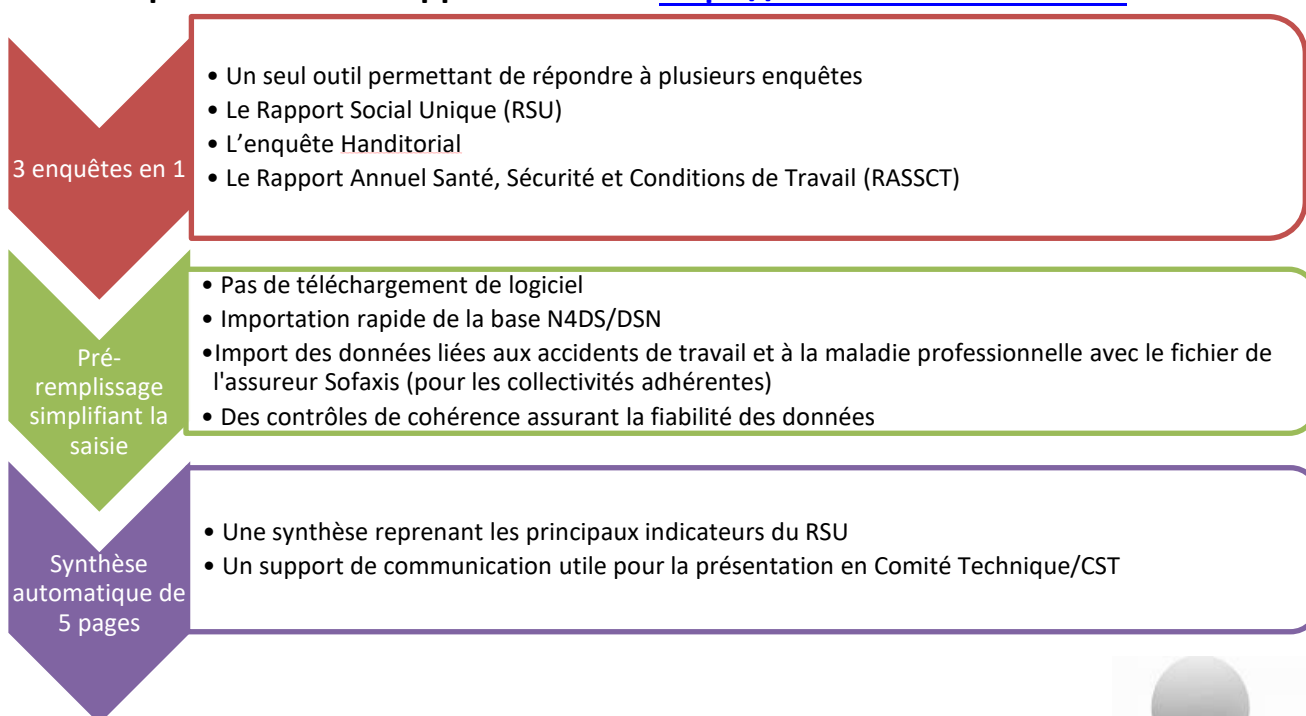 3 enquêtes en 1
• Un seul outil permettant de répondre à plusieurs enquêtes
• Le Rapport Social Unique (RSU)
• L’enquête Handitorial
• Le Rapport Annuel Santé, Sécurité et Conditions de Travail (RASSCT)
Pré-
remplissage
simplifiant la
saisie
• Pas de téléchargement de logiciel
• Importation rapide de la base N4DS/DSN
•Import des données liées aux accidents de travail et à la maladie professionnelle avec le fichier de
l'assureur Sofaxis (pour les collectivités adhérentes)
• Des contrôles de cohérence assurant la fiabilité des données
Synthèse
automatique de
5 pages
• Une synthèse reprenant les principaux indicateurs du RSU
• Un support de communication utile pour la présentation en Comité Technique/CST